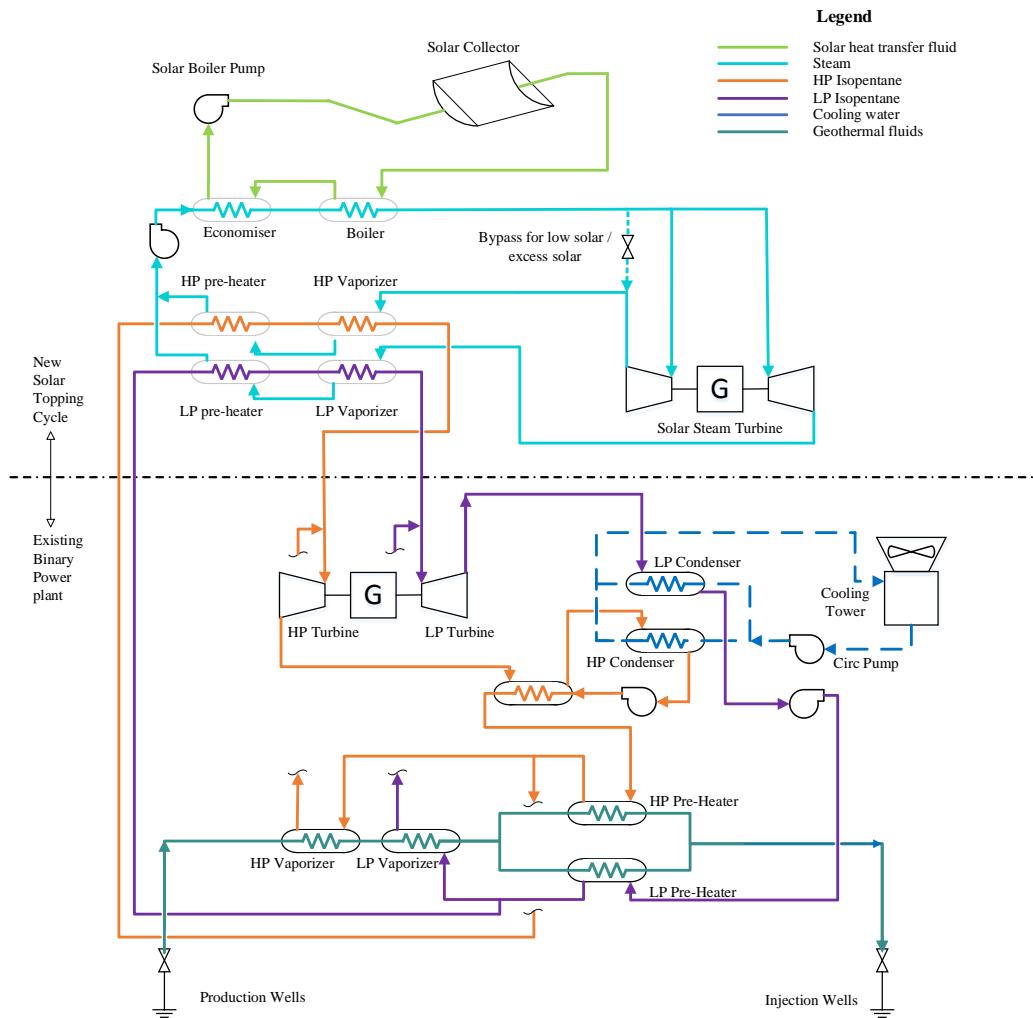 Legend
Solar heat transfer fluid
Steam
HP Isopentane
LP Isopentane
Cooling water
Geothermal fluids
Solar Collector
Solar Boiler Pump
Economiser
Boiler
Bypass for low solar /
excess solar
HP pre-heater
HP Vaporizer
LP pre-heater
LP Vaporizer
G
Solar Steam Turbine
New
Solar
Topping
Cycle
Existing
Binary
Power
plant
G
HP Turbine
LP Turbine
LP Condenser
HP Condenser
Cooling
Tower
Circ Pump
HP Pre-Heater
HP Vaporizer
LP Vaporizer
LP Pre-Heater
Production Wells
Injection Wells